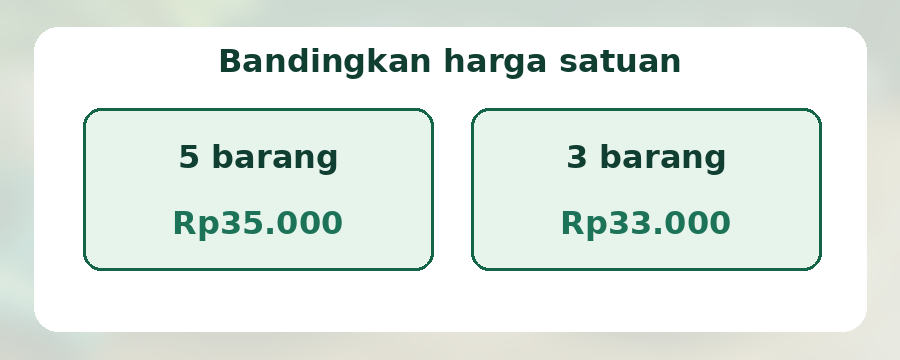 Bandingkan harga satuan
5 barang
Rp35.000
3 barang
Rp33.000